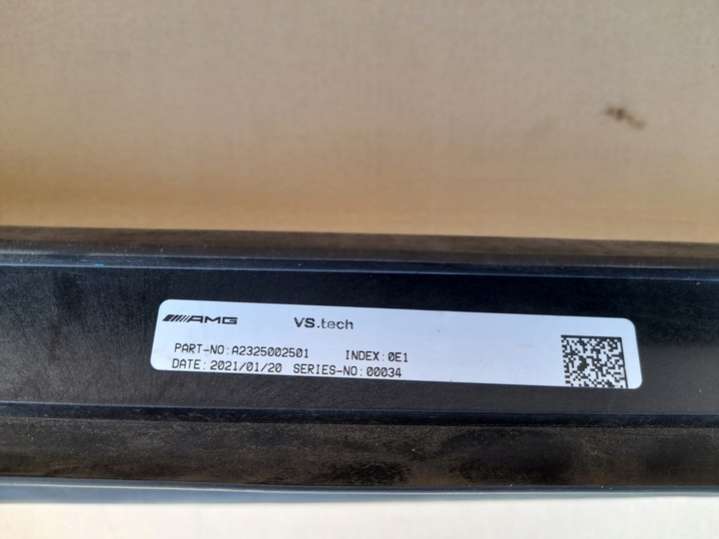 AMG VS.tech
PART-NO:A2325002501 INDEX:0E1
DATE:2021/01/20 SERIES-NO:00034